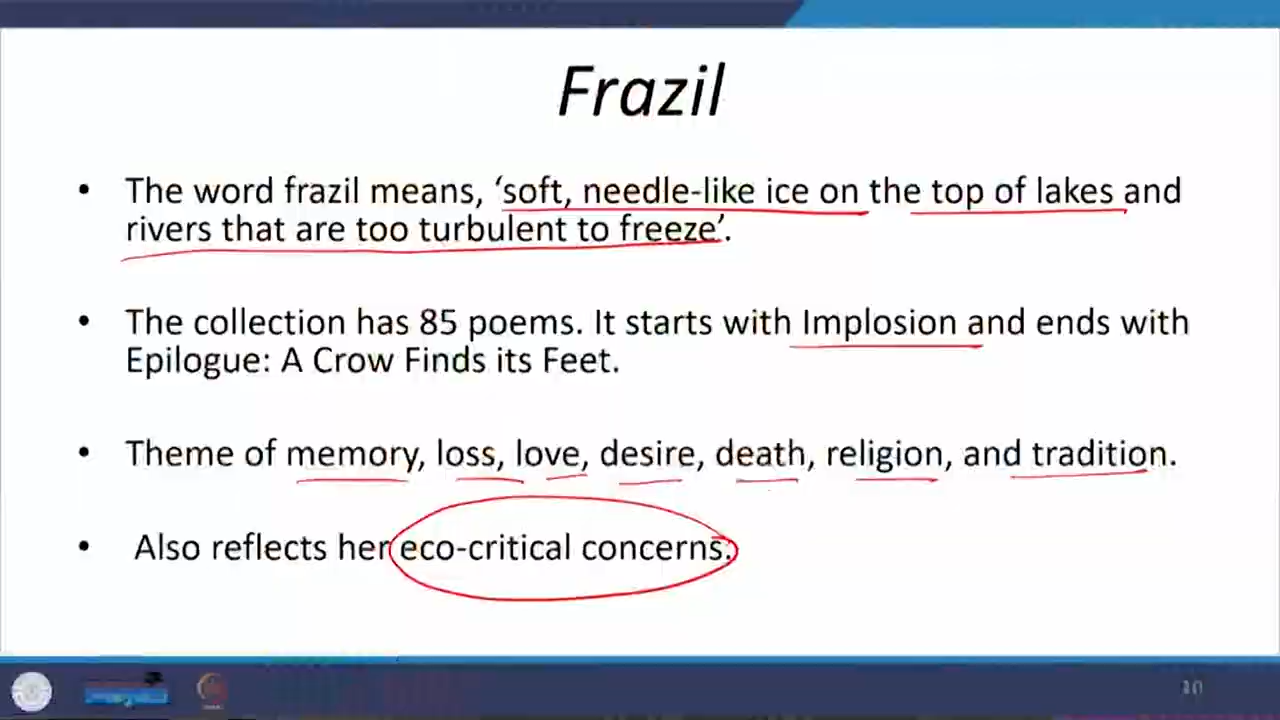 Frazil
• The word frazil means, ‘soft, needle-like ice on the top of lakes and
rivers that are too turbulent to freeze’.
• The collection has 85 poems. It starts with Implosion and ends with
Epilogue: A Crow Finds its Feet.
• Theme of memory, loss, love, desire, death, religion, and tradition.
• Also reflects her eco-critical concerns.
10